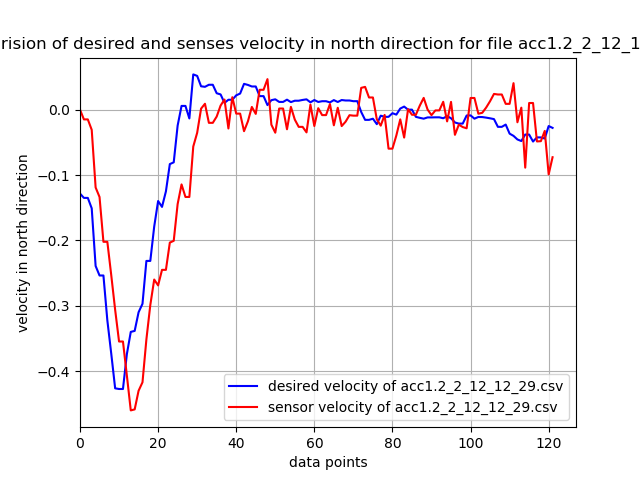 rision of desired and senses velocity in north direction for file acc1.2_2_12_1
velocity in north direction
0.0
−0.1
−0.2
−0.3
−0.4
0 20 40 60 80 100 120
data points
desired velocity of acc1.2_2_12_12_29.csv
sensor velocity of acc1.2_2_12_12_29.csv